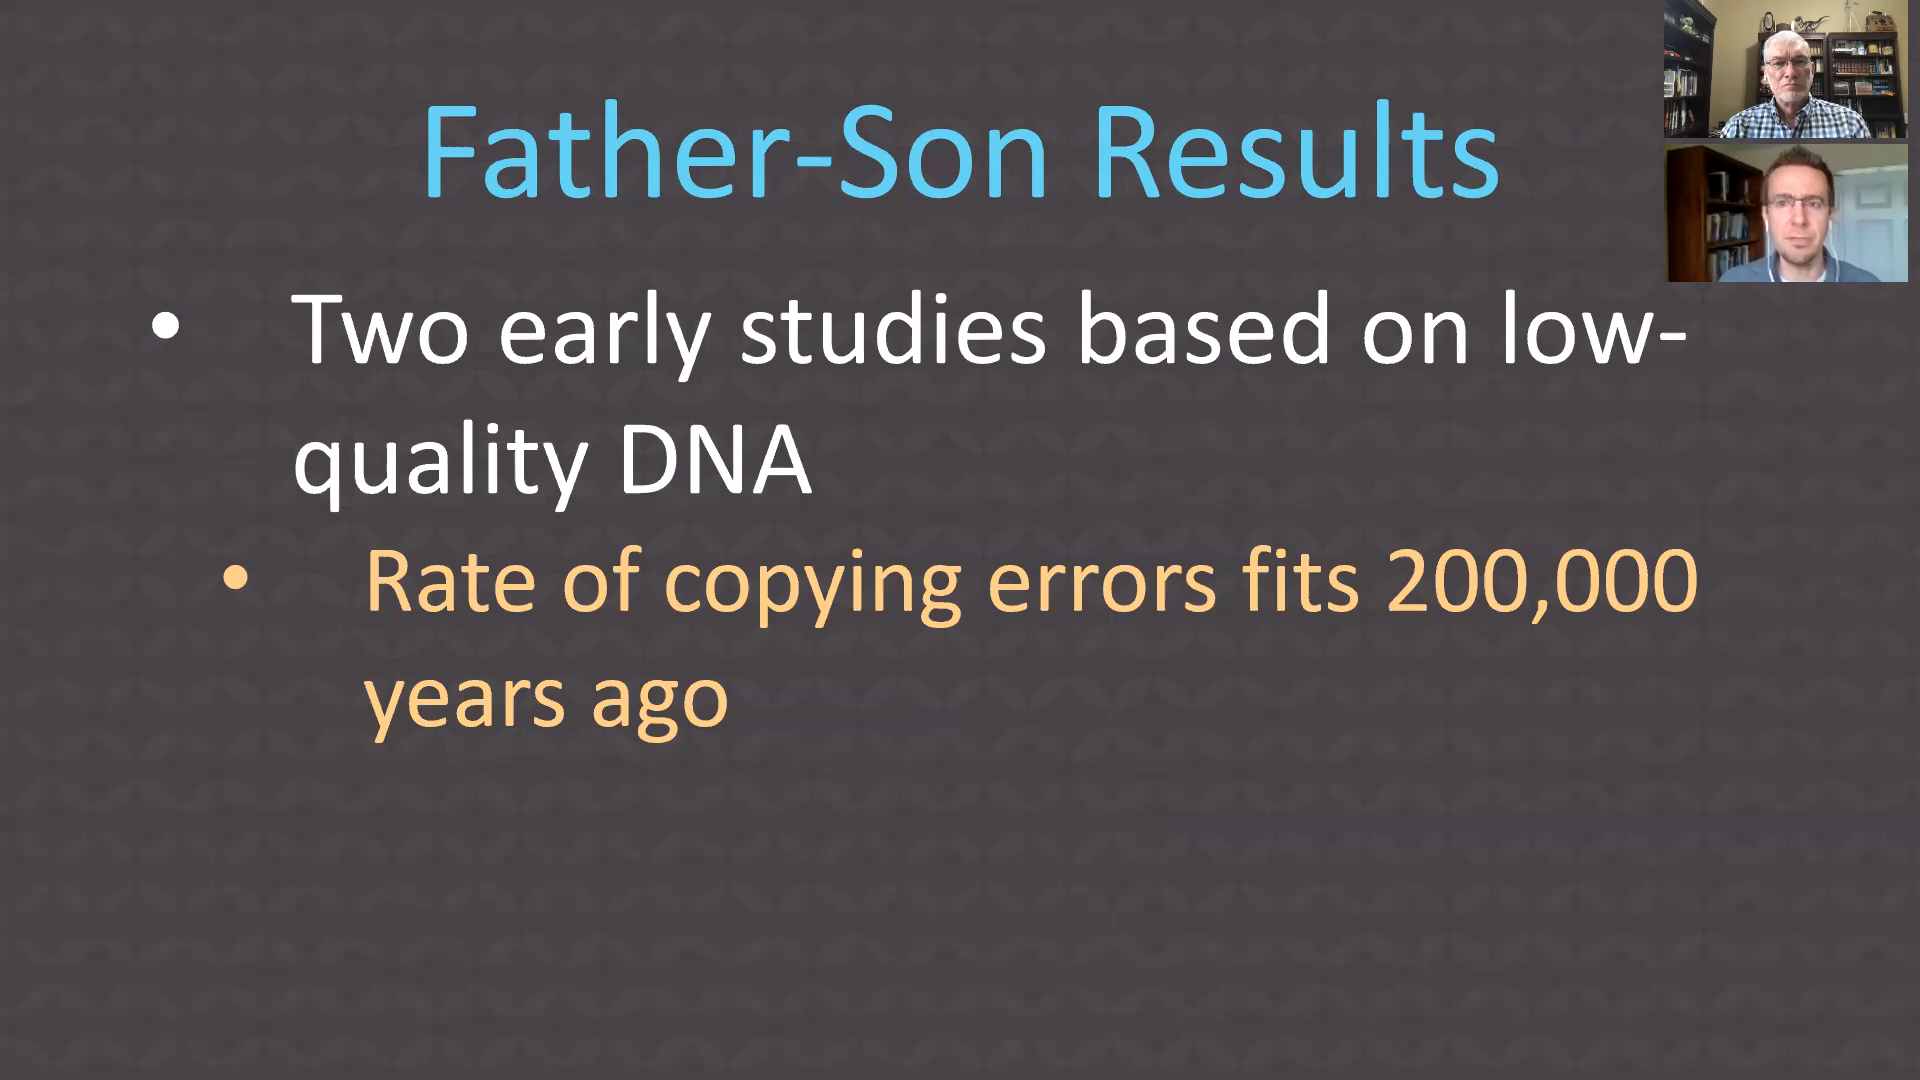 Father-Son Results
• Two early studies based on low-
quality DNA
• Rate of copying errors fits 200,000
years ago